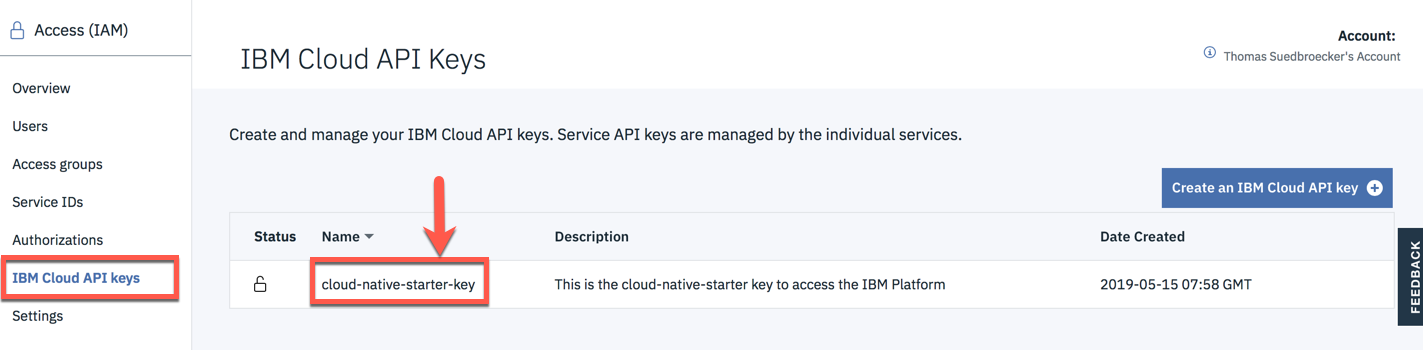 Access (IAM)
Overview
Users
Access groups
Service IDs
Authorizations
IBM Cloud API keys
Settings
IBM Cloud API Keys
Account:
Thomas Suedbroecker's Account
Create and manage your IBM Cloud API keys. Service API keys are managed by the individual services.
Create an IBM Cloud API key
Status Name Description Date Created
cloud-native-starter-key This is the cloud-native-starter key to access the IBM Platform 2019-05-15 07:58 GMT
FEEDBACK